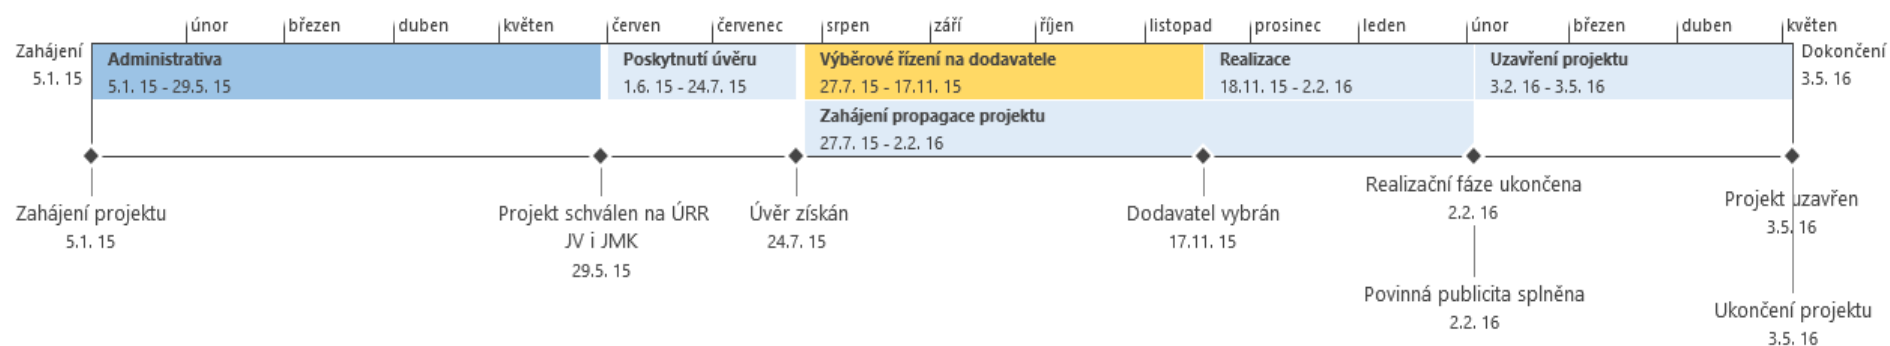 únor
březen
duben
květen
červen
červenec
srpen
září
říjen
listopad
prosinec
leden
únor
březen
duben
květen
Zahájení
5.1. 15
Administrativa
5.1. 15 - 29.5. 15
Poskytnutí úvěru
1.6. 15 - 24.7. 15
Výběrové řízení na dodavatele
27.7. 15 - 17.11. 15
Realizace
18.11. 15 - 2.2. 16
Uzavření projektu
3.2. 16 - 3.5. 16
Dokončení
3.5. 16
Zahájení propagace projektu
27.7. 15 - 2.2. 16
Zahájení projektu
5.1. 15
Projekt schválen na ÚRR
JV i JMK
29.5. 15
Úvěr získán
24.7. 15
Dodavatel vybrán
17.11. 15
Realizační fáze ukončena
2.2. 16
Projekt uzavřen
3.5. 16
Povinná publicita splněna
2.2. 16
Ukončení projektu
3.5. 16